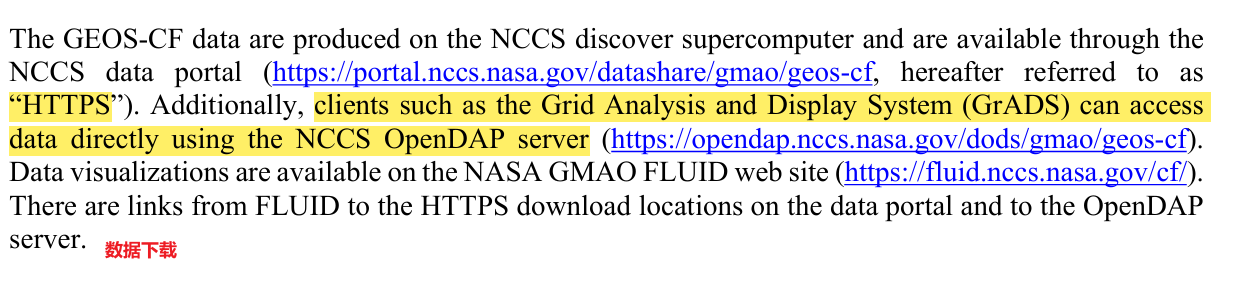 The GEOS-CF data are produced on the NCCS discover supercomputer and are available through the
NCCS data portal (https://portal.nccs.nasa.gov/datashare/gmao/geos-cf, hereafter referred to as
“HTTPS”). Additionally, clients such as the Grid Analysis and Display System (GrADS) can access
data directly using the NCCS OpenDAP server (https://opendap.nccs.nasa.gov/dods/gmao/geos-cf).
Data visualizations are available on the NASA GMAO FLUID web site (https://fluid.nccs.nasa.gov/cf/).
There are links from FLUID to the HTTPS download locations on the data portal and to the OpenDAP
server.
数据下载